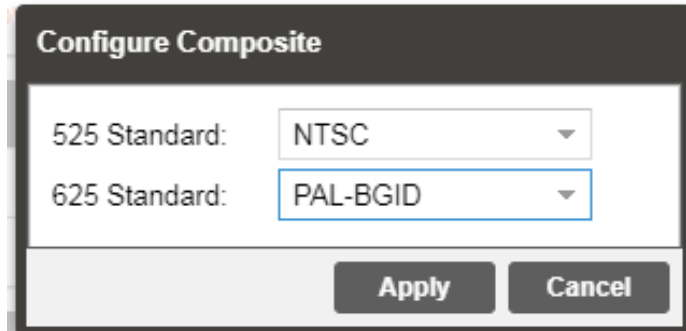 Configure Composite
525 Standard: NTSC
625 Standard: PAL-BGID
Apply Cancel